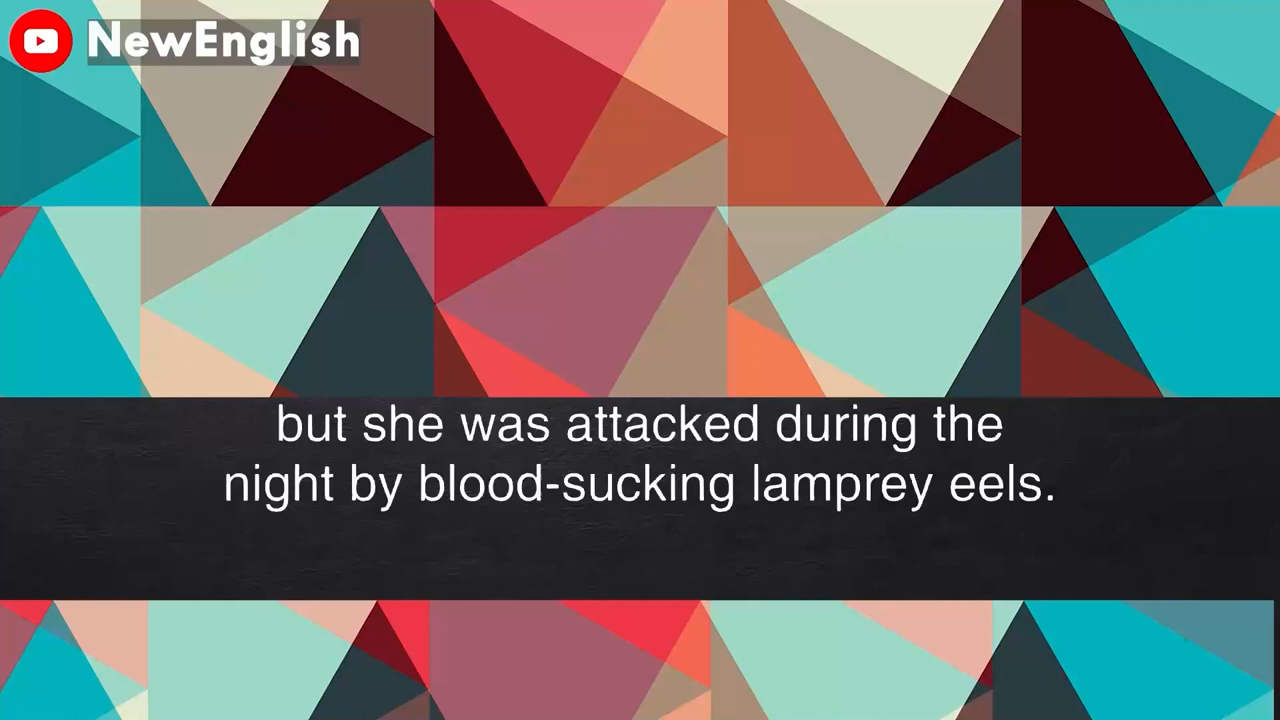 NewEnglish
but she was attacked during the
night by blood-sucking lamprey eels.